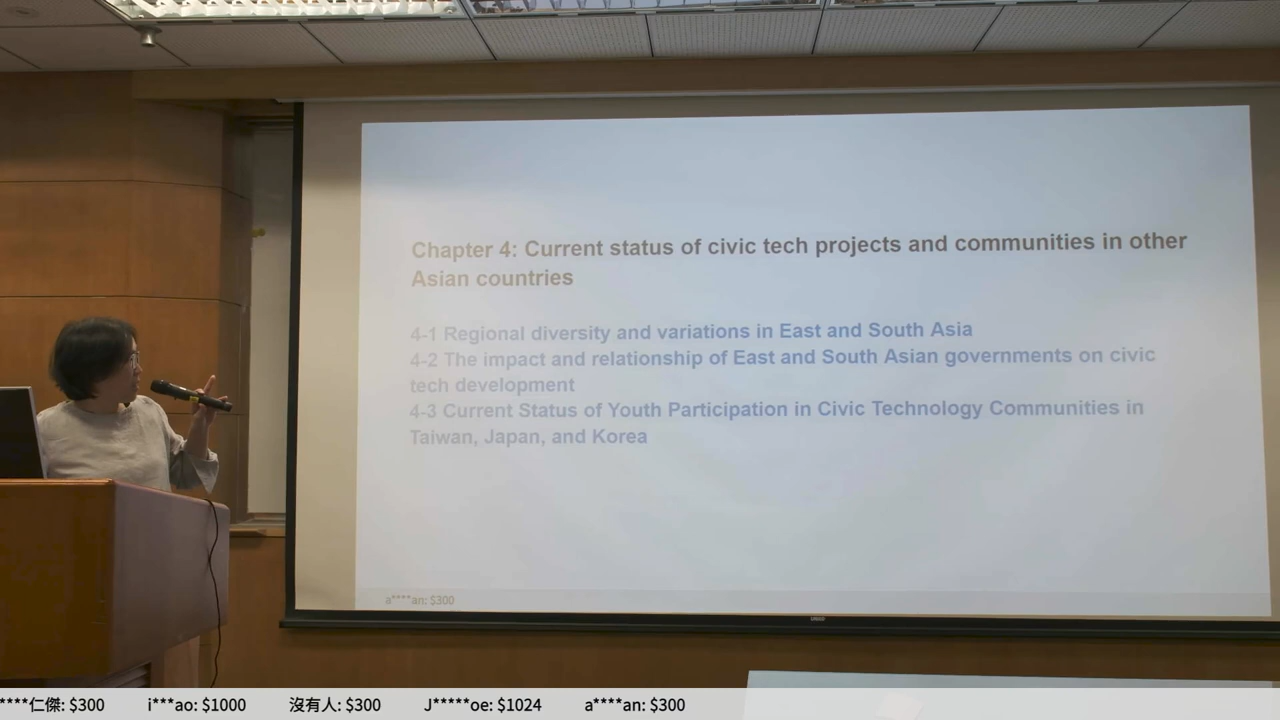 Chapter 4: Current status of civic tech projects and communities in other
Asian countries
4-1 Regional diversity and variations in East and South Asia
4-2 The impact and relationship of East and South Asian governments on civic
tech development
4-3 Current Status of Youth Participation in Civic Technology Communities in
Taiwan, Japan, and Korea
a****an: $300
****仁傑: $300 i***ao: $1000 沒有人: $300 J*****oe: $1024 a****an: $300